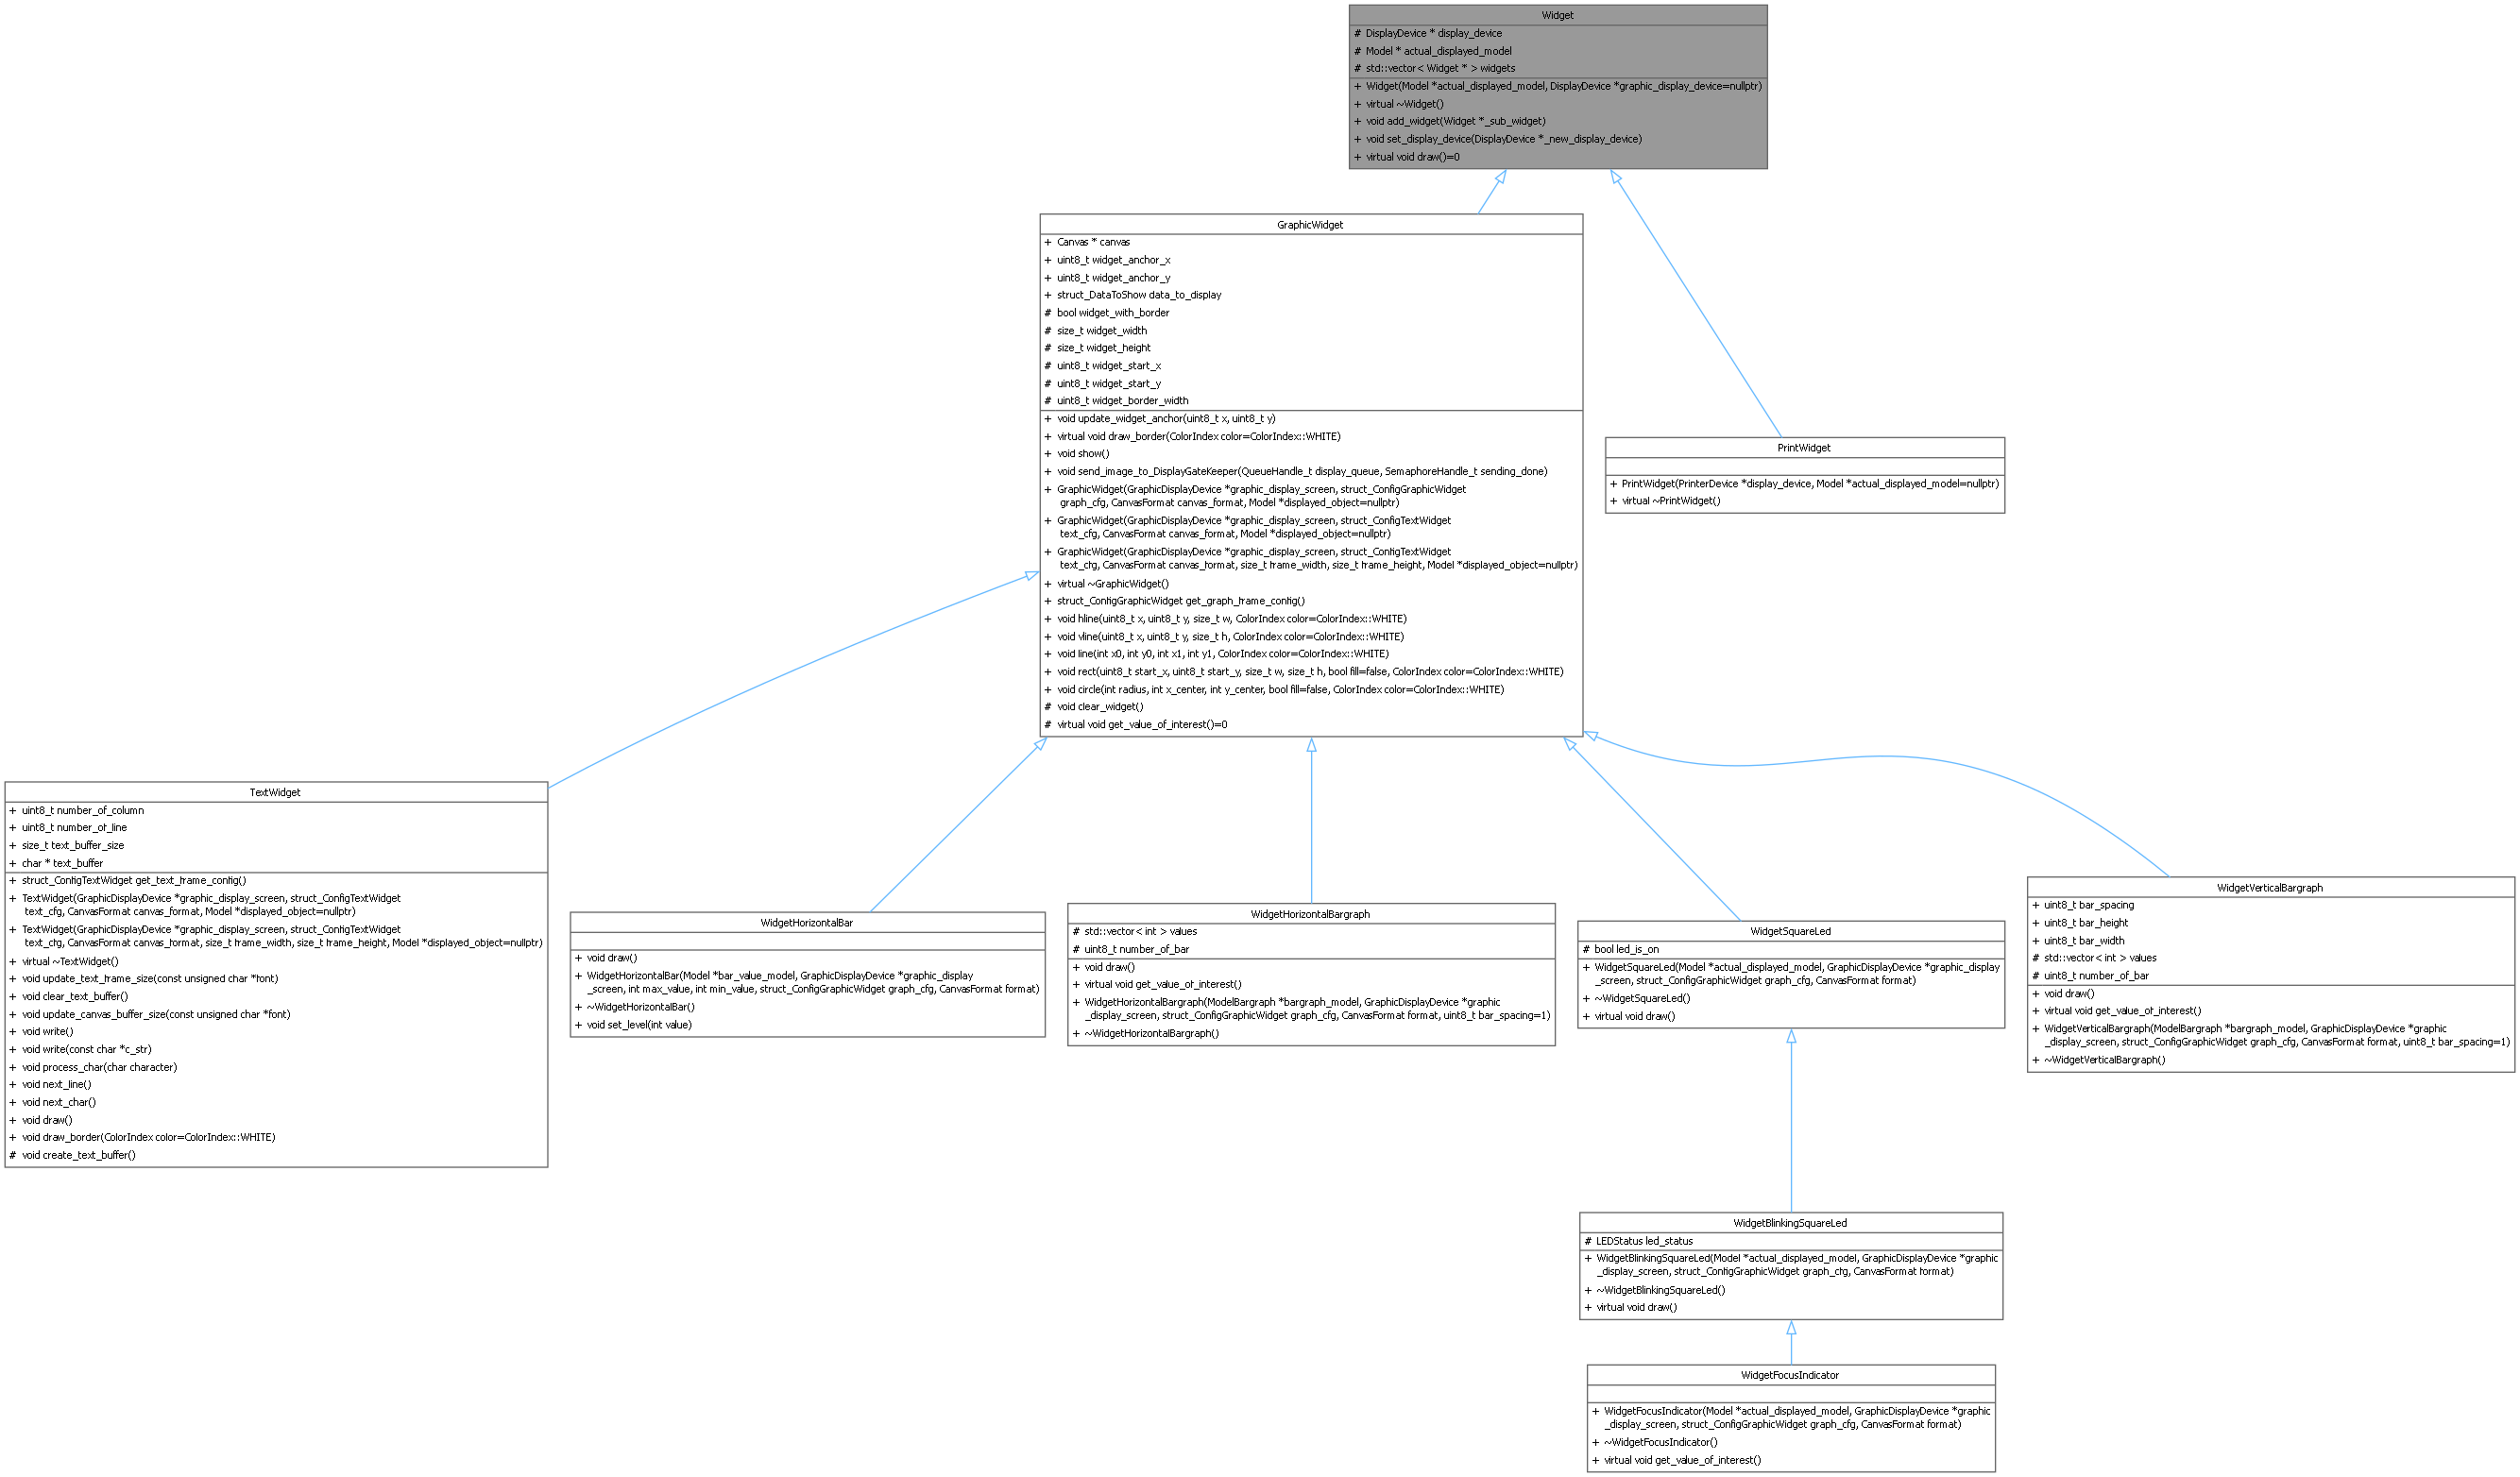 Widget
# DisplayDevice * display_device
# Model * actual_displayed_model
# std::vector< Widget * > widgets
+ Widget(Model *actual_displayed_model, DisplayDevice *graphic_display_device=nullptr)
+ virtual ~Widget()
+ void add_widget(Widget *_sub_widget)
+ void set_display_device(DisplayDevice *_new_display_device)
+ virtual void draw()=0
GraphicWidget
+ Canvas * canvas
+ uint8_t widget_anchor_x
+ uint8_t widget_anchor_y
+ struct_DataToShow data_to_display
# bool widget_with_border
# size_t widget_width
# size_t widget_height
# uint8_t widget_start_x
# uint8_t widget_start_y
# uint8_t widget_border_width
+ void update_widget_anchor(uint8_t x, uint8_t y)
+ virtual void draw_border(ColorIndex color=ColorIndex::WHITE)
+ void show()
+ void send_image_to_DisplayGateKeeper(QueueHandle_t display_queue, SemaphoreHandle_t sending_done)
+ GraphicWidget(GraphicDisplayDevice *graphic_display_screen, struct_ConfigGraphicWidget
graph_cfg, CanvasFormat canvas_format, Model *displayed_object=nullptr)
+ GraphicWidget(GraphicDisplayDevice *graphic_display_screen, struct_ConfigTextWidget
text_cfg, CanvasFormat canvas_format, Model *displayed_object=nullptr)
+ GraphicWidget(GraphicDisplayDevice *graphic_display_screen, struct_ConfigTextWidget
text_cfg, CanvasFormat canvas_format, size_t frame_width, size_t frame_height, Model *displayed_object=nullptr)
+ virtual ~GraphicWidget()
+ struct_ConfigGraphicWidget get_graph_frame_config()
+ void hline(uint8_t x, uint8_t y, size_t w, ColorIndex color=ColorIndex::WHITE)
+ void vline(uint8_t x, uint8_t y, size_t h, ColorIndex color=ColorIndex::WHITE)
+ void line(int x0, int y0, int x1, int y1, ColorIndex color=ColorIndex::WHITE)
+ void rect(uint8_t start_x, uint8_t start_y, size_t w, size_t h, bool fill=false, ColorIndex color=ColorIndex::WHITE)
+ void circle(int radius, int x_center, int y_center, bool fill=false, ColorIndex color=ColorIndex::WHITE)
# void clear_widget()
# virtual void get_value_of_interest()=0
PrintWidget
+ PrintWidget(PrinterDevice *display_device, Model *actual_displayed_model=nullptr)
+ virtual ~PrintWidget()
TextWidget
+ uint8_t number_of_column
+ uint8_t number_of_line
+ size_t text_buffer_size
+ char * text_buffer
+ struct_ConfigTextWidget get_text_frame_config()
+ TextWidget(GraphicDisplayDevice *graphic_display_screen, struct_ConfigTextWidget
text_cfg, CanvasFormat canvas_format, Model *displayed_object=nullptr)
+ TextWidget(GraphicDisplayDevice *graphic_display_screen, struct_ConfigTextWidget
text_cfg, CanvasFormat canvas_format, size_t frame_width, size_t frame_height, Model *displayed_object=nullptr)
+ virtual ~TextWidget()
+ void update_text_frame_size(const unsigned char *font)
+ void clear_text_buffer()
+ void update_canvas_buffer_size(const unsigned char *font)
+ void write()
+ void write(const char *c_str)
+ void process_char(char character)
+ void next_line()
+ void next_char()
+ void draw()
+ void draw_border(ColorIndex color=ColorIndex::WHITE)
# void create_text_buffer()
WidgetHorizontalBar
+ void draw()
+ WidgetHorizontalBar(Model *bar_value_model, GraphicDisplayDevice *graphic_display
_screen, int max_value, int min_value, struct_ConfigGraphicWidget graph_cfg, CanvasFormat format)
+ ~WidgetHorizontalBar()
+ void set_level(int value)
WidgetHorizontalBargraph
# std::vector< int > values
# uint8_t number_of_bar
+ void draw()
+ virtual void get_value_of_interest()
+ WidgetHorizontalBargraph(ModelBargraph *bargraph_model, GraphicDisplayDevice *graphic
_display_screen, struct_ConfigGraphicWidget graph_cfg, CanvasFormat format, uint8_t bar_spacing=1)
+ ~WidgetHorizontalBargraph()
WidgetSquareLed
# bool led_is_on
+ WidgetSquareLed(Model *actual_displayed_model, GraphicDisplayDevice *graphic_display
_screen, struct_ConfigGraphicWidget graph_cfg, CanvasFormat format)
+ ~WidgetSquareLed()
+ virtual void draw()
WidgetVerticalBargraph
+ uint8_t bar_spacing
+ uint8_t bar_height
+ uint8_t bar_width
# std::vector< int > values
# uint8_t number_of_bar
+ void draw()
+ virtual void get_value_of_interest()
+ WidgetVerticalBargraph(ModelBargraph *bargraph_model, GraphicDisplayDevice *graphic
_display_screen, struct_ConfigGraphicWidget graph_cfg, CanvasFormat format, uint8_t bar_spacing=1)
+ ~WidgetVerticalBargraph()
WidgetBlinkingSquareLed
# LEDStatus led_status
+ WidgetBlinkingSquareLed(Model *actual_displayed_model, GraphicDisplayDevice *graphic
_display_screen, struct_ConfigGraphicWidget graph_cfg, CanvasFormat format)
+ ~WidgetBlinkingSquareLed()
+ virtual void draw()
WidgetFocusIndicator
+ WidgetFocusIndicator(Model *actual_displayed_model, GraphicDisplayDevice *graphic
_display_screen, struct_ConfigGraphicWidget graph_cfg, CanvasFormat format)
+ ~WidgetFocusIndicator()
+ virtual void get_value_of_interest()